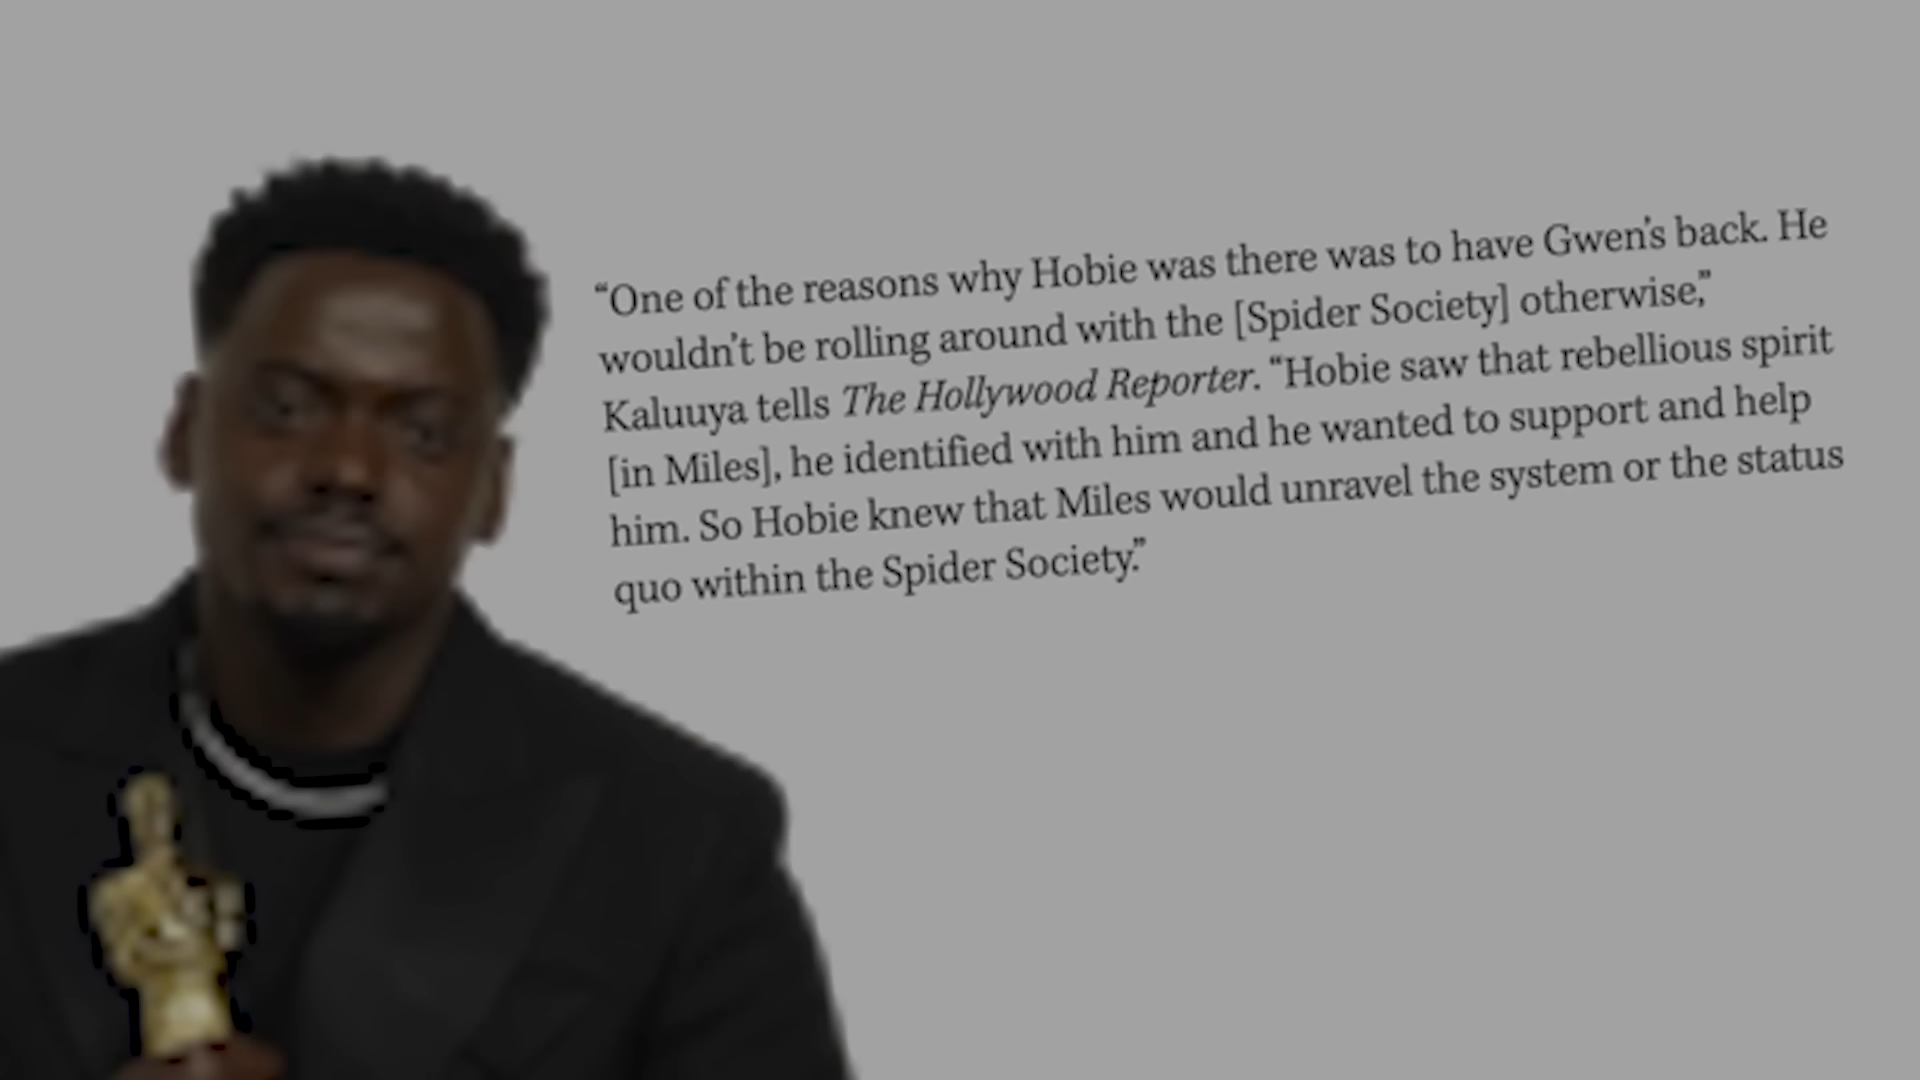 “One of the reasons why Hobie was there was to have Gwen’s back. He
wouldn’t be rolling around with the [Spider Society] otherwise,”
Kaluuya tells The Hollywood Reporter. “Hobie saw that rebellious spirit
[in Miles], he identified with him and he wanted to support and help
him. So Hobie knew that Miles would unravel the system or the status
quo within the Spider Society.”